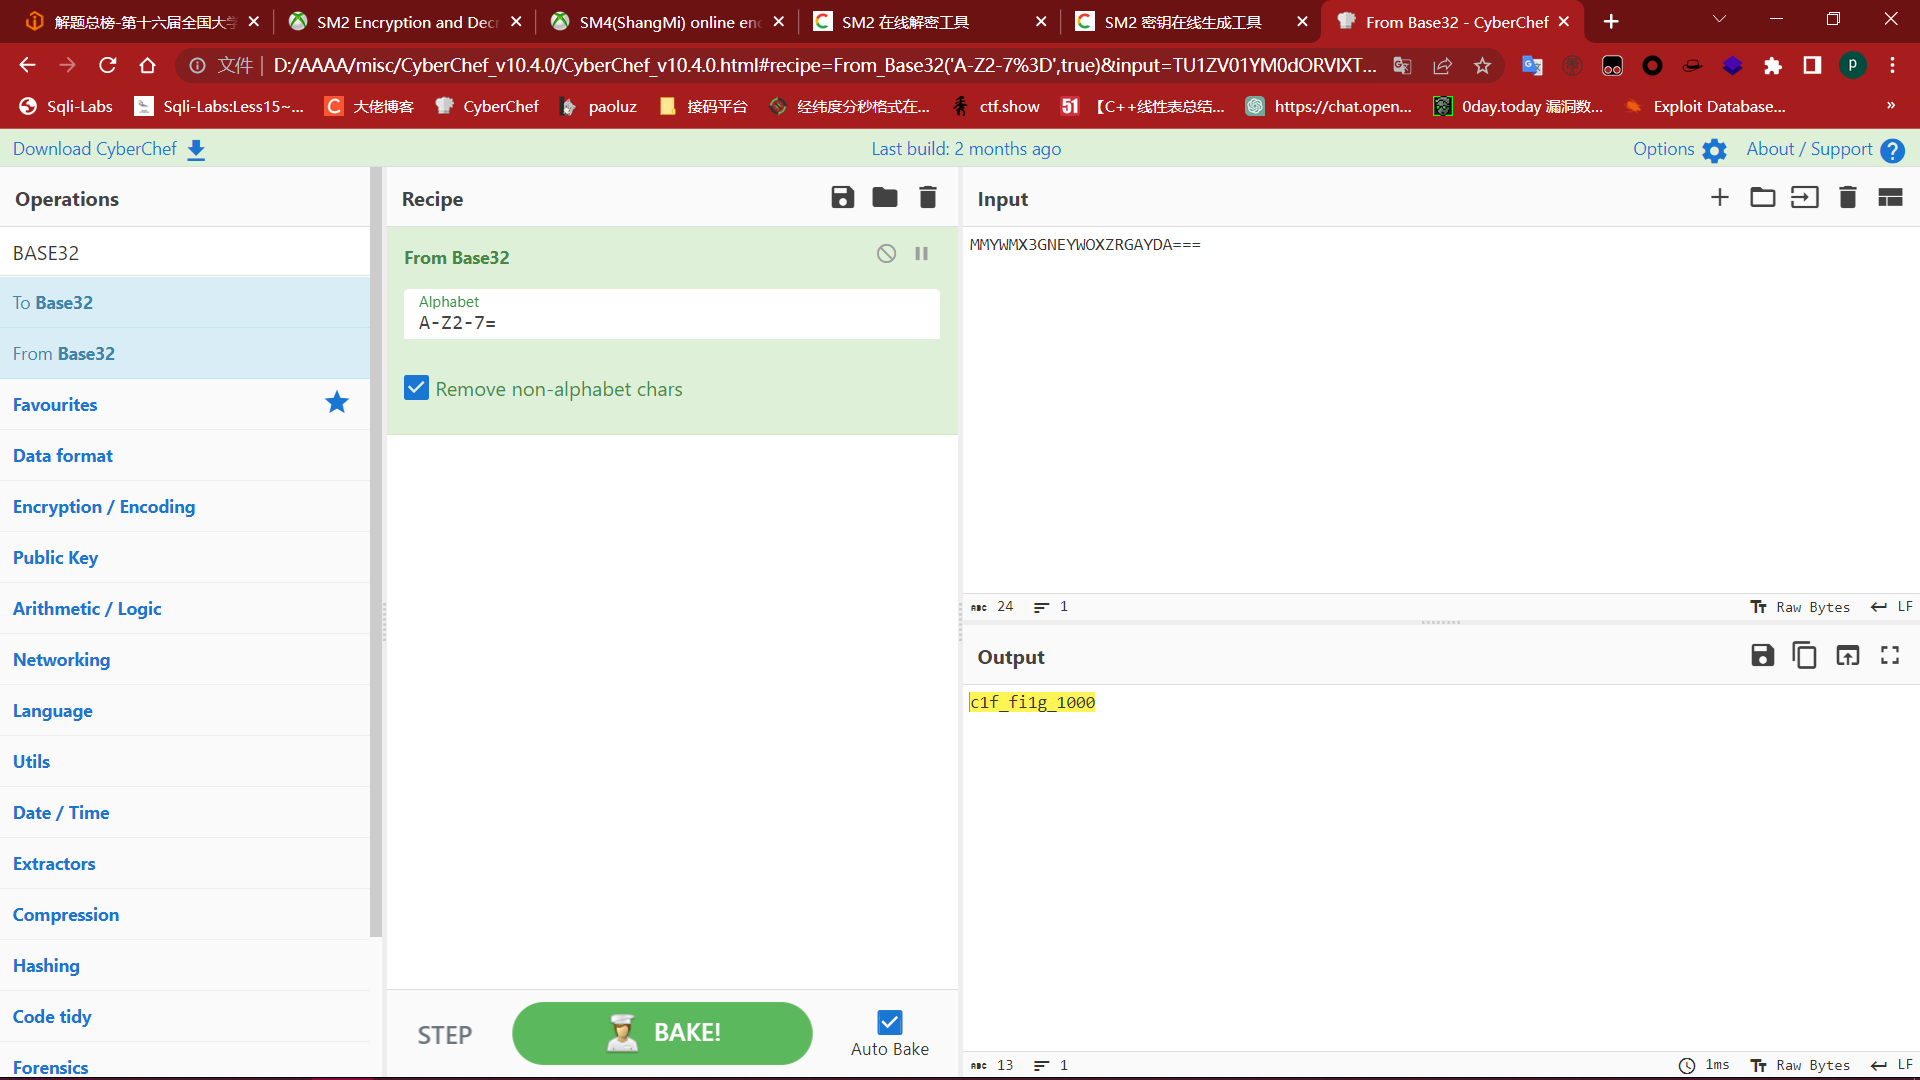 解题总榜-第十六届全国大学
SM2 Encryption and Decr
SM4(ShangMi) online enc
SM2 在线解密工具
SM2 密钥在线生成工具
From Base32 - CyberChef
文件 | D:/AAAA/misc/CyberChef_v10.4.0/CyberChef_v10.4.0.html#recipe=From_Base32('A-Z2-7%3D',true)&input=TU1ZV01YM0dORVlXT...
P
Sqli-Labs
Sqli-Labs:Less15~...
大佬博客
CyberChef
paoluz
接码平台
经纬度分秒格式在...
ctf.show
51 【C++线性表总结...
https://chat.open...
0day.today 漏洞数...
Exploit Database...
»
Download CyberChef
Last build: 2 months ago
Options
About / Support
Operations
Recipe
Input
BASE32
To Base32
From Base32
Favourites
Data format
Encryption / Encoding
Public Key
Arithmetic / Logic
Networking
Language
Utils
Date / Time
Extractors
Compression
Hashing
Code tidy
Forensics
From Base32
Alphabet
A-Z2-7=
Remove non-alphabet chars
STEP
BAKE!
Auto Bake
MMYWMX3GNEYWOXZRGAYDA===
ABC 24 1
Raw Bytes LF
Output
c1f_fi1g_1000
ABC 13 1
1ms Raw Bytes LF